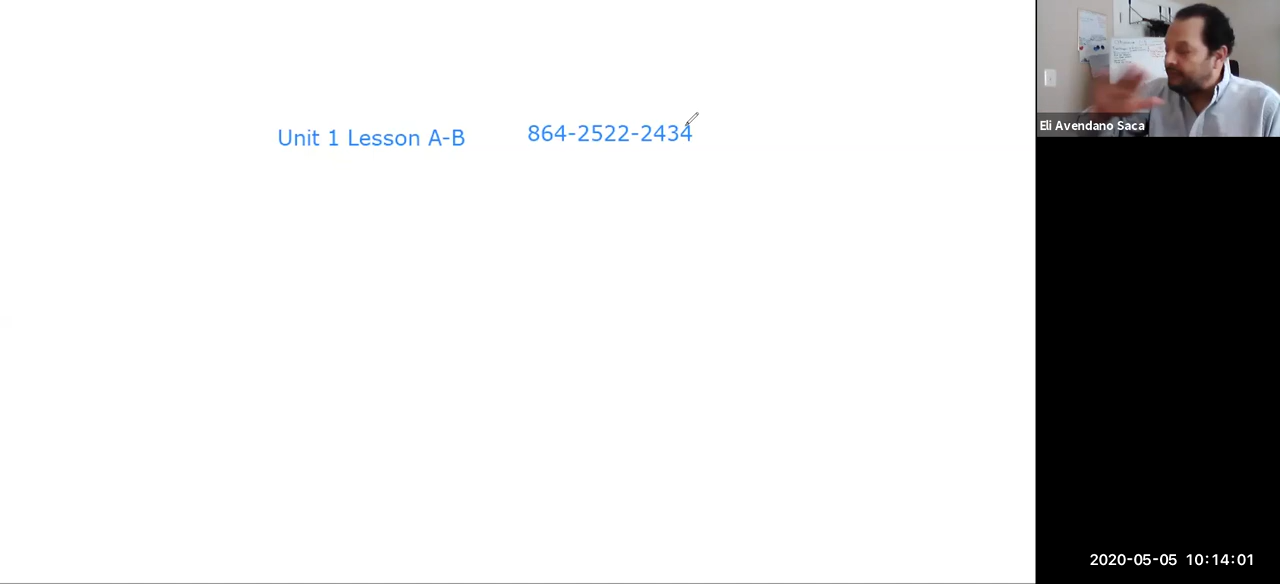 Unit 1 Lesson A-B 864-2522-2434
Eli Avendano Saca
2020-05-05 10:14:01